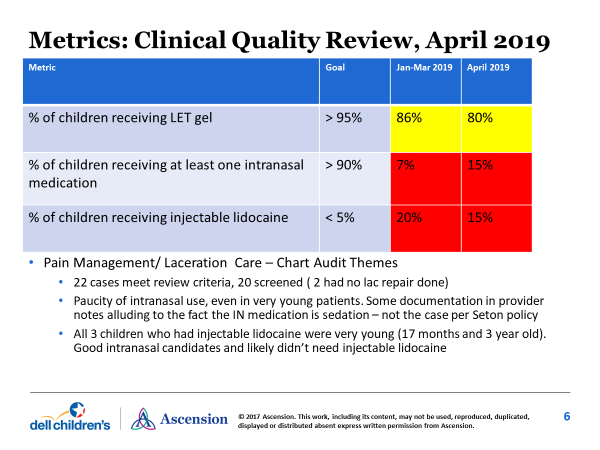 Metrics: Clinical Quality Review, April 2019
Metric Goal Jan-Mar 2019 April 2019
% of children receiving LET gel > 95% 86% 80%
% of children receiving at least one intranasal
medication > 90% 7% 15%
% of children receiving injectable lidocaine < 5% 20% 15%
• Pain Management/ Laceration Care – Chart Audit Themes
• 22 cases meet review criteria, 20 screened ( 2 had no lac repair done)
• Paucity of intranasal use, even in very young patients. Some documentation in provider
notes alluding to the fact the IN medication is sedation – not the case per Seton policy
• All 3 children who had injectable lidocaine were very young (17 months and 3 year old).
Good intranasal candidates and likely didn't need injectable lidocaine
dell children's
Ascension
© 2017 Ascension. This work, including its content, may not be used, reproduced, duplicated,
displayed or distributed absent express written permission from Ascension.
6